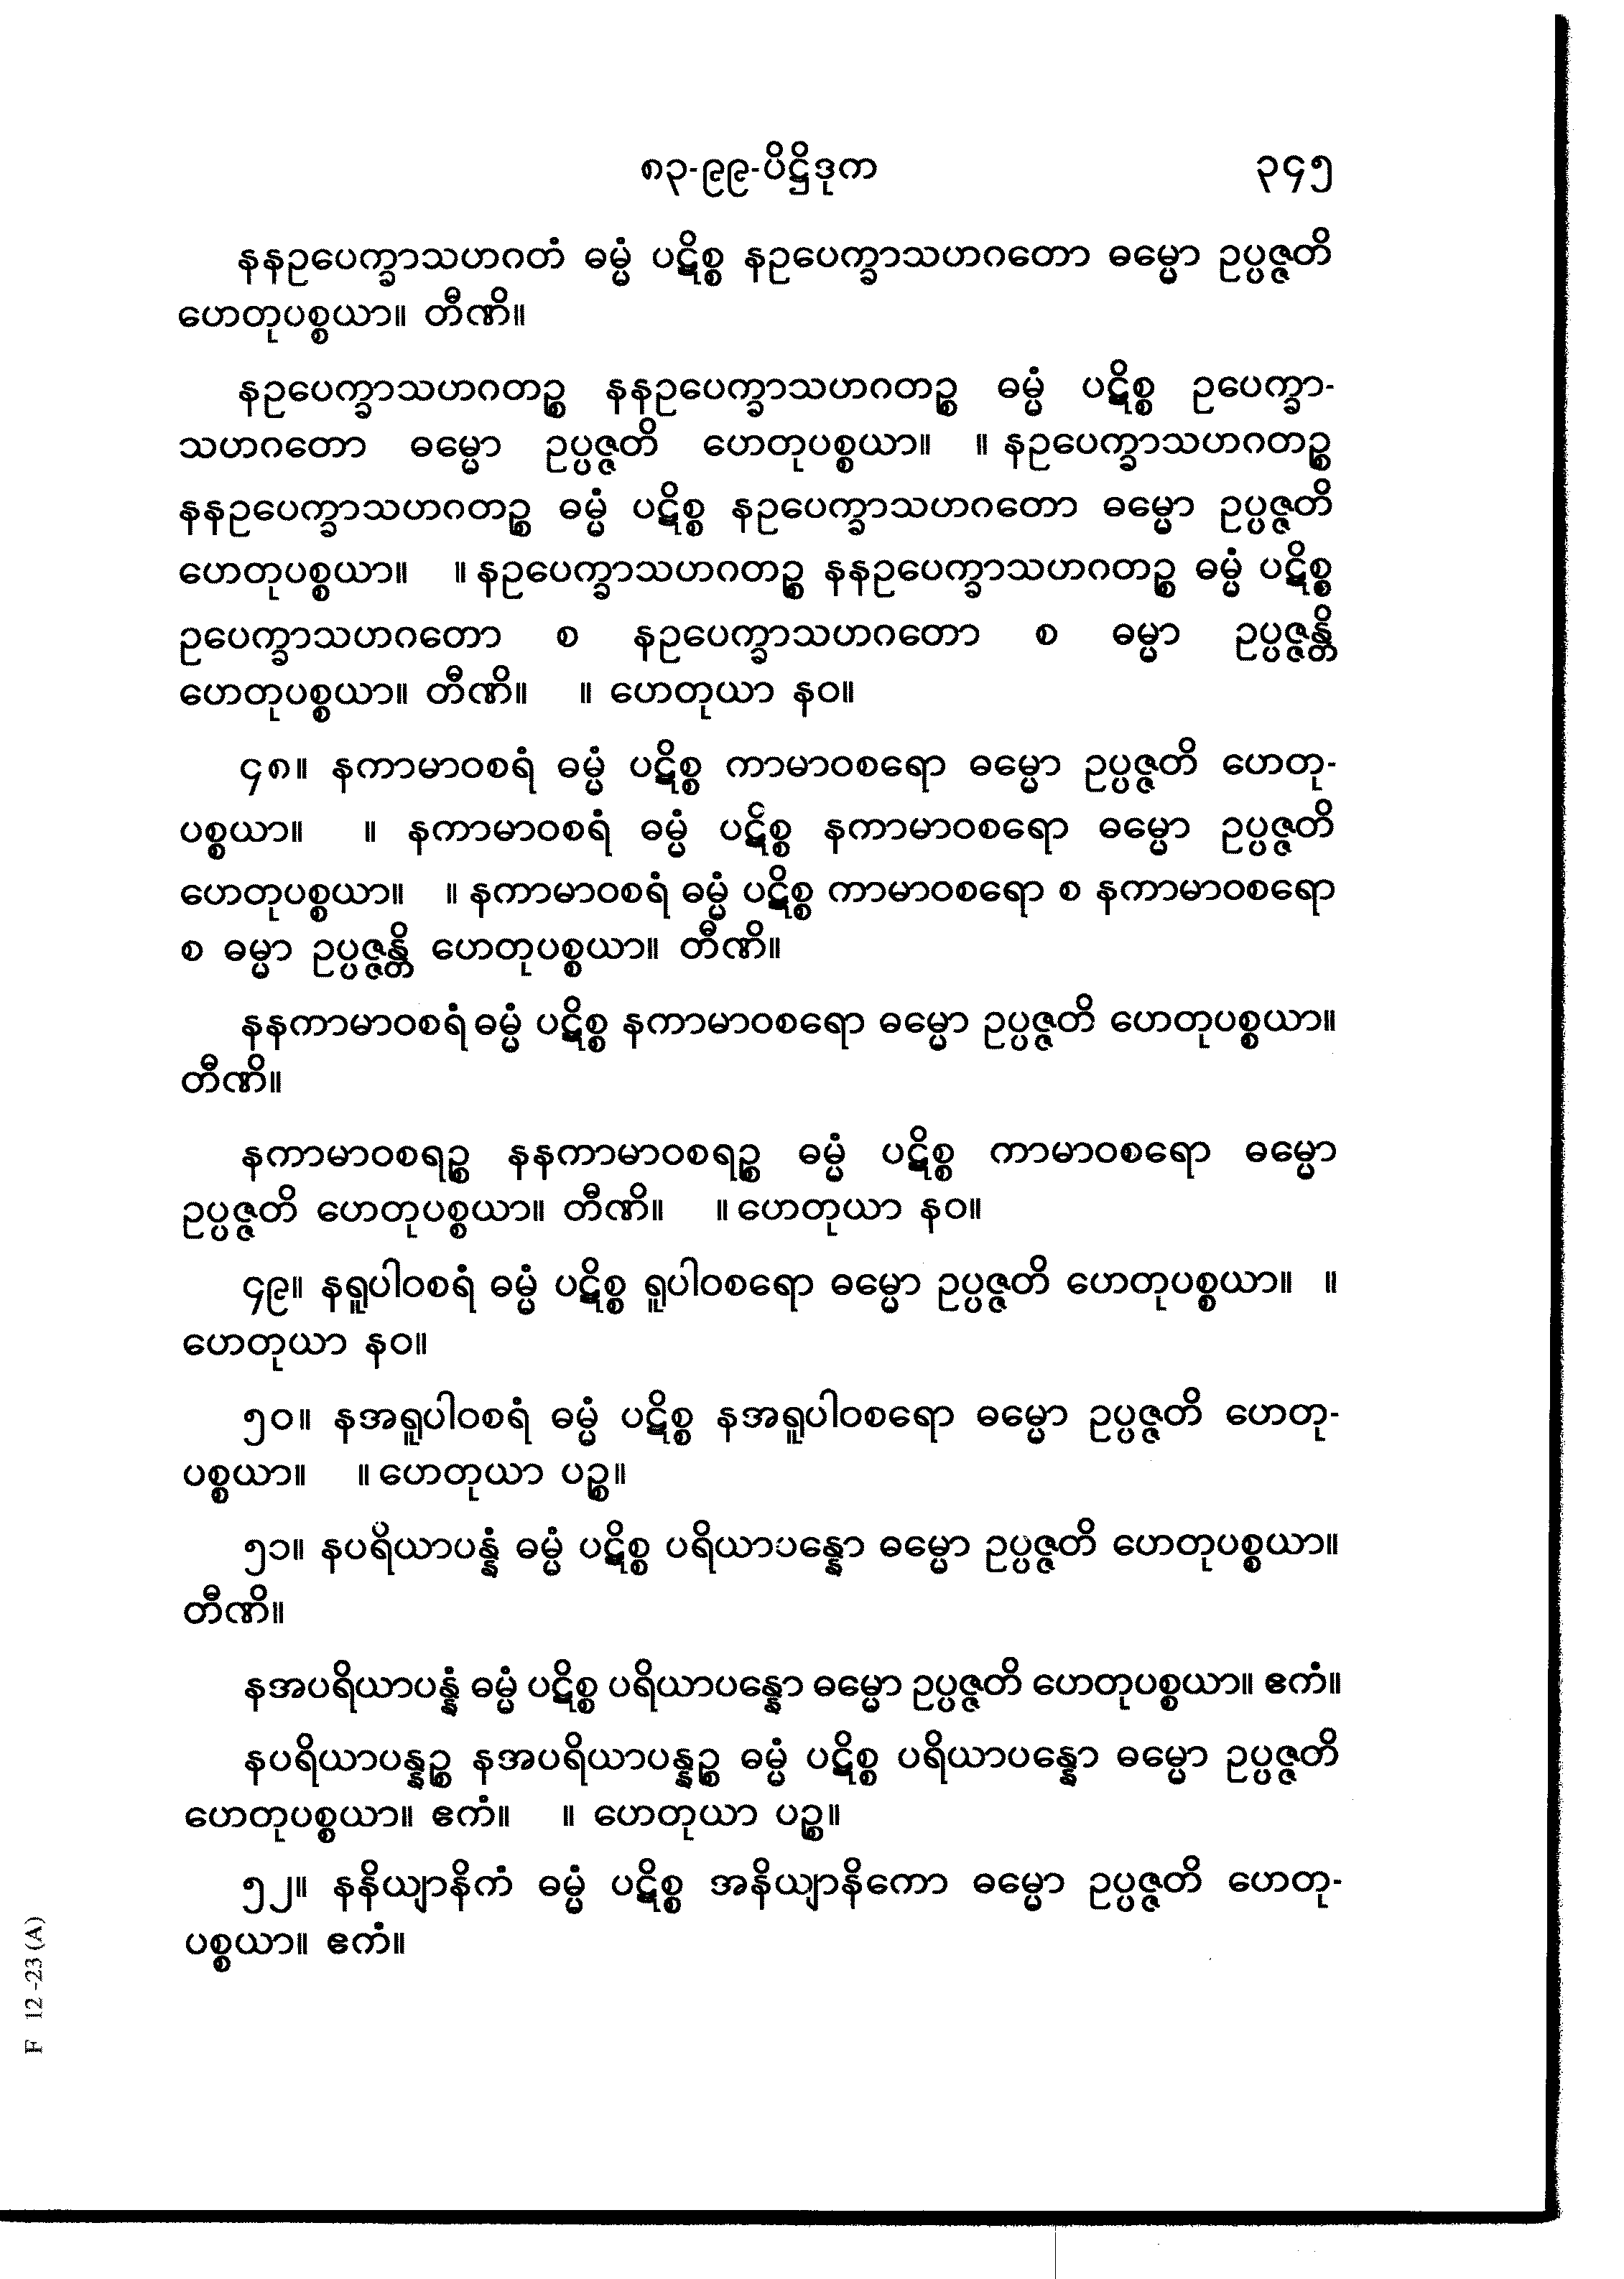 ၈၃-၉၉-ပိဋ္ဌိဒုက ၃၄၅
နနဥပေက္ခာသဟဂတံ ဓမ္မံ ပဋိစ္စ နဥပေက္ခာသဟဂတော ဓမ္မော ဥပ္ပဇ္ဇတိ
ဟေတုပစ္စယာ။ တီဏိ။
နဥပေက္ခာသဟဂတဉ္စ နနဥပေက္ခာသဟဂတဉ္စ ဓမ္မံ ပဋိစ္စ ဥပေက္ခာ-
သဟဂတော ဓမ္မော ဥပ္ပဇ္ဇတိ ဟေတုပစ္စယာ။ ။ နဥပေက္ခာသဟဂတဉ္စ
နနဥပေက္ခာသဟဂတဉ္စ ဓမ္မံ ပဋိစ္စ နဥပေက္ခာသဟဂတော ဓမ္မော ဥပ္ပဇ္ဇတိ
ဟေတုပစ္စယာ။ ။ နဥပေက္ခာသဟဂတဉ္စ နနဥပေက္ခာသဟဂတဉ္စ ဓမ္မံ ပဋိစ္စ
ဥပေက္ခာသဟဂတော စ နဥပေက္ခာသဟဂတော စ ဓမ္မာ ဥပ္ပဇ္ဇန္တိ
ဟေတုပစ္စယာ။ တီဏိ။ ။ ဟေတုယာ နဝ။
၄၈။ နကာမာဝစရံ ဓမ္မံ ပဋိစ္စ ကာမာဝစရော ဓမ္မော ဥပ္ပဇ္ဇတိ ဟေတု-
ပစ္စယာ။ ။ နကာမာဝစရံ ဓမ္မံ ပဋိစ္စ နကာမာဝစရော ဓမ္မော ဥပ္ပဇ္ဇတိ
ဟေတုပစ္စယာ။ ။ နကာမာဝစရံ ဓမ္မံ ပဋိစ္စ ကာမာဝစရော စ နကာမာဝစရော
စ ဓမ္မာ ဥပ္ပဇ္ဇန္တိ ဟေတုပစ္စယာ။ တီဏိ။
နနကာမာဝစရံ ဓမ္မံ ပဋိစ္စ နကာမာဝစရော ဓမ္မော ဥပ္ပဇ္ဇတိ ဟေတုပစ္စယာ။
တီဏိ။
နကာမာဝစရဉ္စ နနကာမာဝစရဉ္စ ဓမ္မံ ပဋိစ္စ ကာမာဝစရော ဓမ္မော
ဥပ္ပဇ္ဇတိ ဟေတုပစ္စယာ။ တီဏိ။ ။ ဟေတုယာ နဝ။
၄၉။ နရူပါဝစရံ ဓမ္မံ ပဋိစ္စ ရူပါဝစရော ဓမ္မော ဥပ္ပဇ္ဇတိ ဟေတုပစ္စယာ။ ။
ဟေတုယာ နဝ။
၅၀။ နအရူပါဝစရံ ဓမ္မံ ပဋိစ္စ နအရူပါဝစရော ဓမ္မော ဥပ္ပဇ္ဇတိ ဟေတု-
ပစ္စယာ။ ။ ဟေတုယာ ပဉ္စ။
၅၁။ နပရိယာပန္နံ ဓမ္မံ ပဋိစ္စ ပရိယာပန္နော ဓမ္မော ဥပ္ပဇ္ဇတိ ဟေတုပစ္စယာ။
တီဏိ။
နအပရိယာပန္နံ ဓမ္မံ ပဋိစ္စ ပရိယာပန္နော ဓမ္မော ဥပ္ပဇ္ဇတိ ဟေတုပစ္စယာ။ ဧကံ။
နပရိယာပန္နဉ္စ နအပရိယာပန္နဉ္စ ဓမ္မံ ပဋိစ္စ ပရိယာပန္နော ဓမ္မော ဥပ္ပဇ္ဇတိ
ဟေတုပစ္စယာ။ ဧကံ။ ။ ဟေတုယာ ပဉ္စ။
၅၂။ နနိယျာနိကံ ဓမ္မံ ပဋိစ္စ အနိယျာနိကော ဓမ္မော ဥပ္ပဇ္ဇတိ ဟေတု-
ပစ္စယာ။ ဧကံ။
F 12-23 (A)